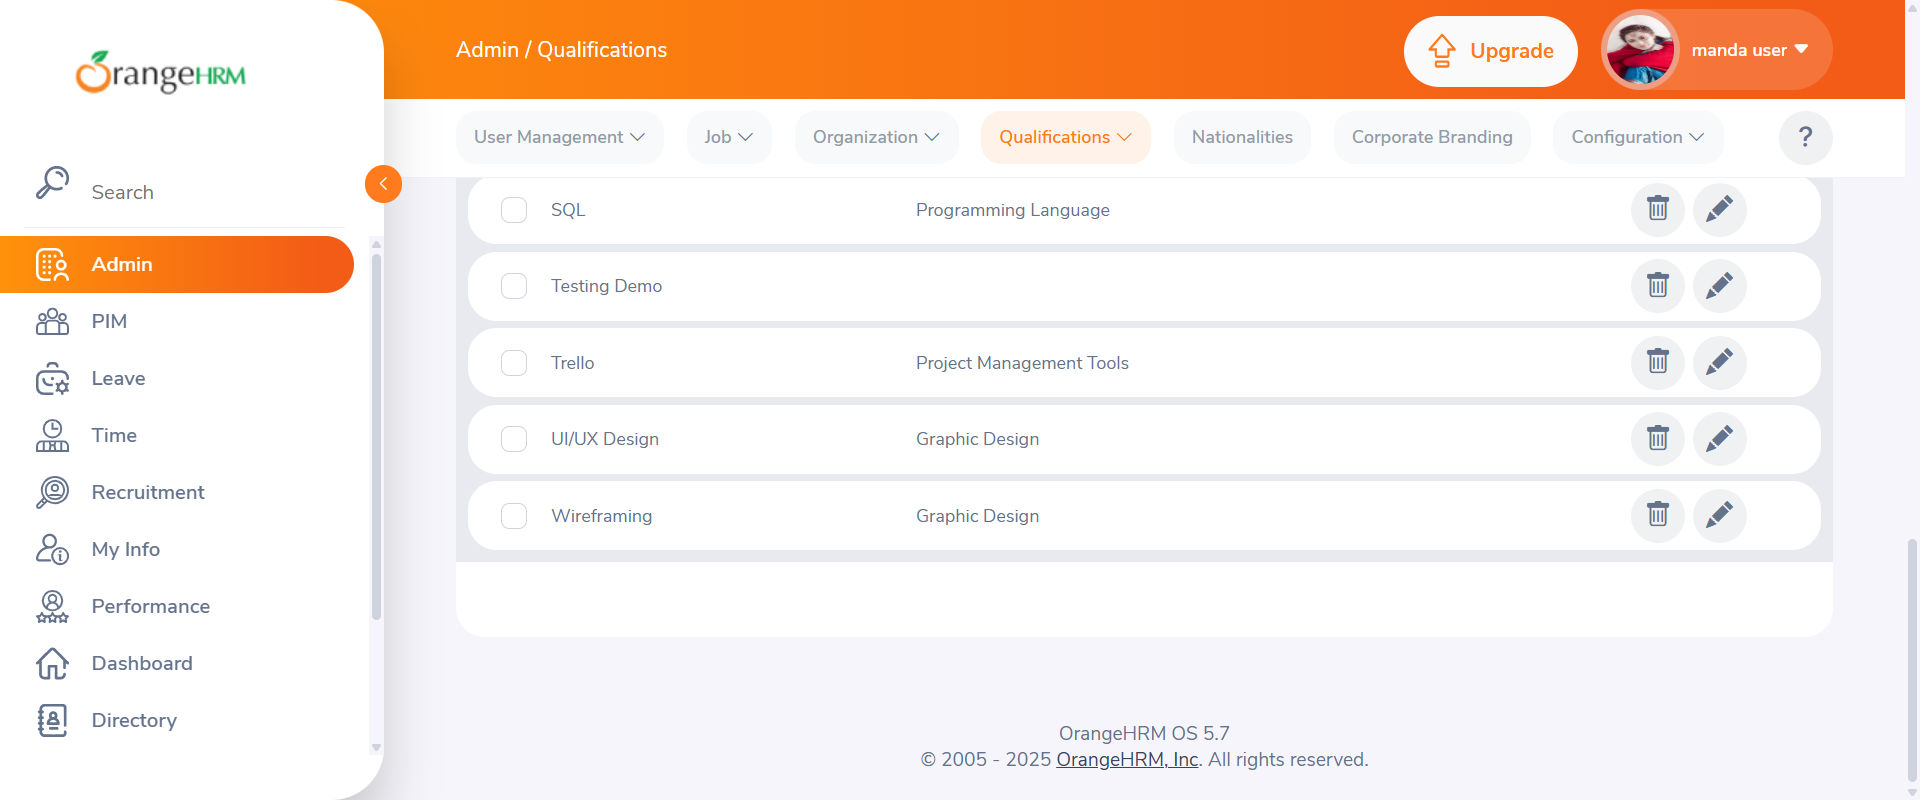 OrangeHRM
Admin / Qualifications
Upgrade
manda user
User Management
Job
Organization
Qualifications
Nationalities
Corporate Branding
Configuration
?
Search
Admin
PIM
Leave
Time
Recruitment
My Info
Performance
Dashboard
Directory
SQL Programming Language
Testing Demo
Trello Project Management Tools
UI/UX Design Graphic Design
Wireframing Graphic Design
OrangeHRM OS 5.7
© 2005 - 2025 OrangeHRM, Inc. All rights reserved.